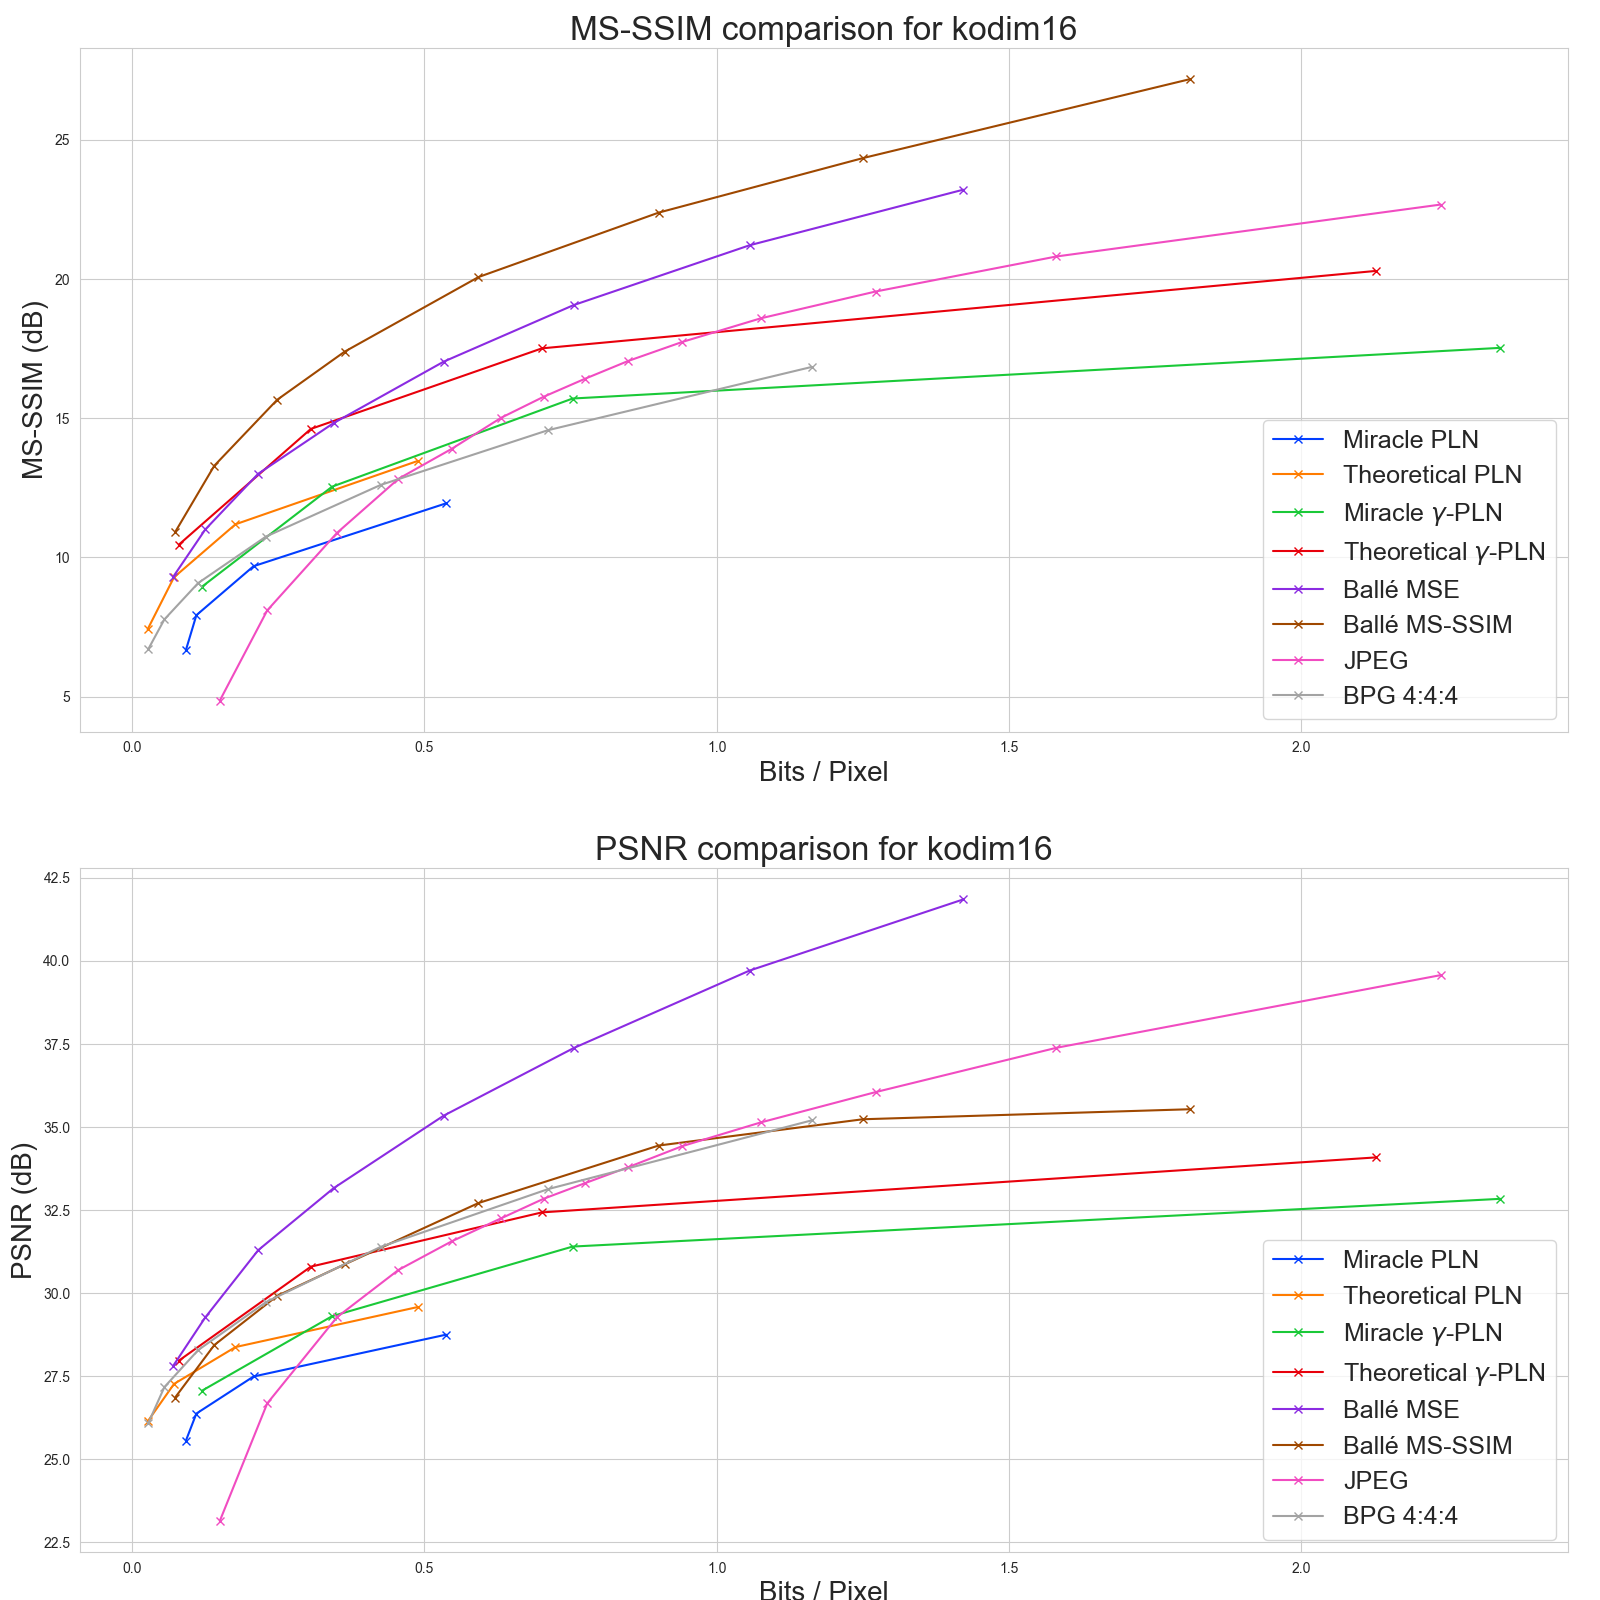 MS-SSIM comparison for kodim16
MS-SSIM (dB)
25
20
15
10
5
0.0 0.5 1.0 1.5 2.0
Bits / Pixel
Miracle PLN
Theoretical PLN
Miracle γ-PLN
Theoretical γ-PLN
Ballé MSE
Ballé MS-SSIM
JPEG
BPG 4:4:4
PSNR comparison for kodim16
PSNR (dB)
42.5
40.0
37.5
35.0
32.5
30.0
27.5
25.0
22.5
0.0 0.5 1.0 1.5 2.0
Bits / Pixel
Miracle PLN
Theoretical PLN
Miracle γ-PLN
Theoretical γ-PLN
Ballé MSE
Ballé MS-SSIM
JPEG
BPG 4:4:4